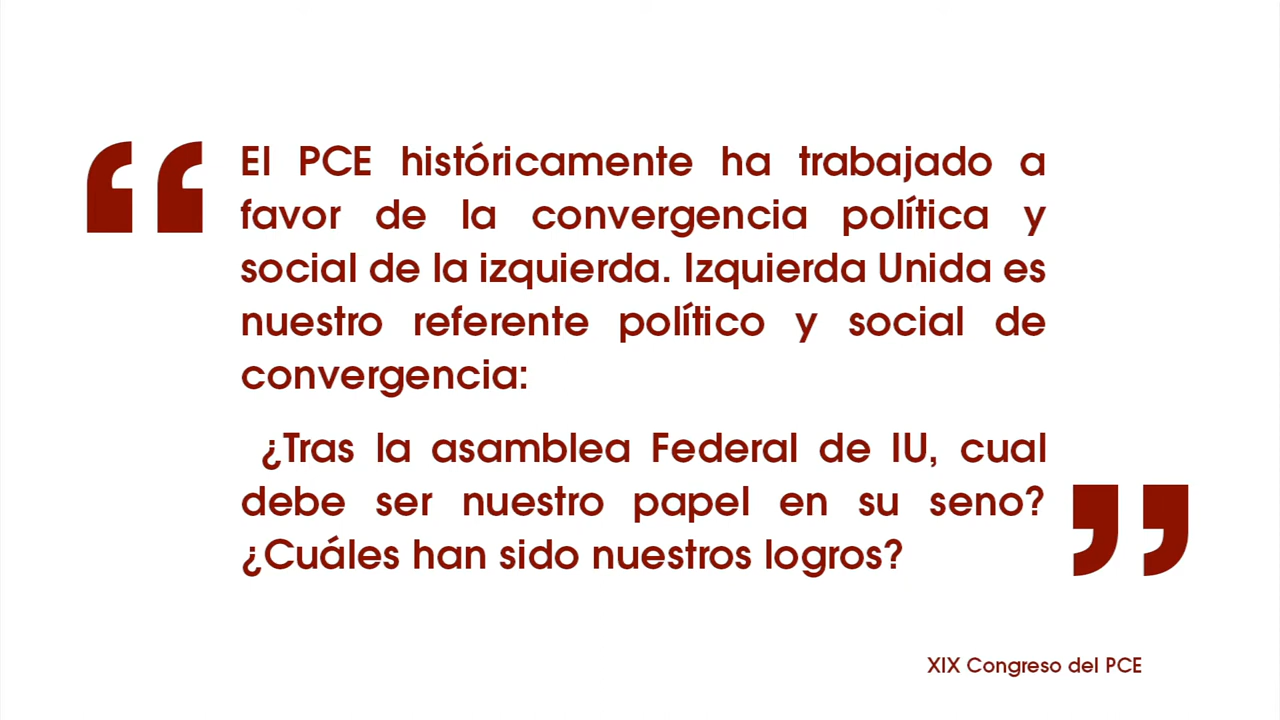 El PCE históricamente ha trabajado a
favor de la convergencia política y
social de la izquierda. Izquierda Unida es
nuestro referente político y social de
convergencia:
¿Tras la asamblea Federal de IU, cual
debe ser nuestro papel en su seno?
¿Cuáles han sido nuestros logros?
XIX Congreso del PCE